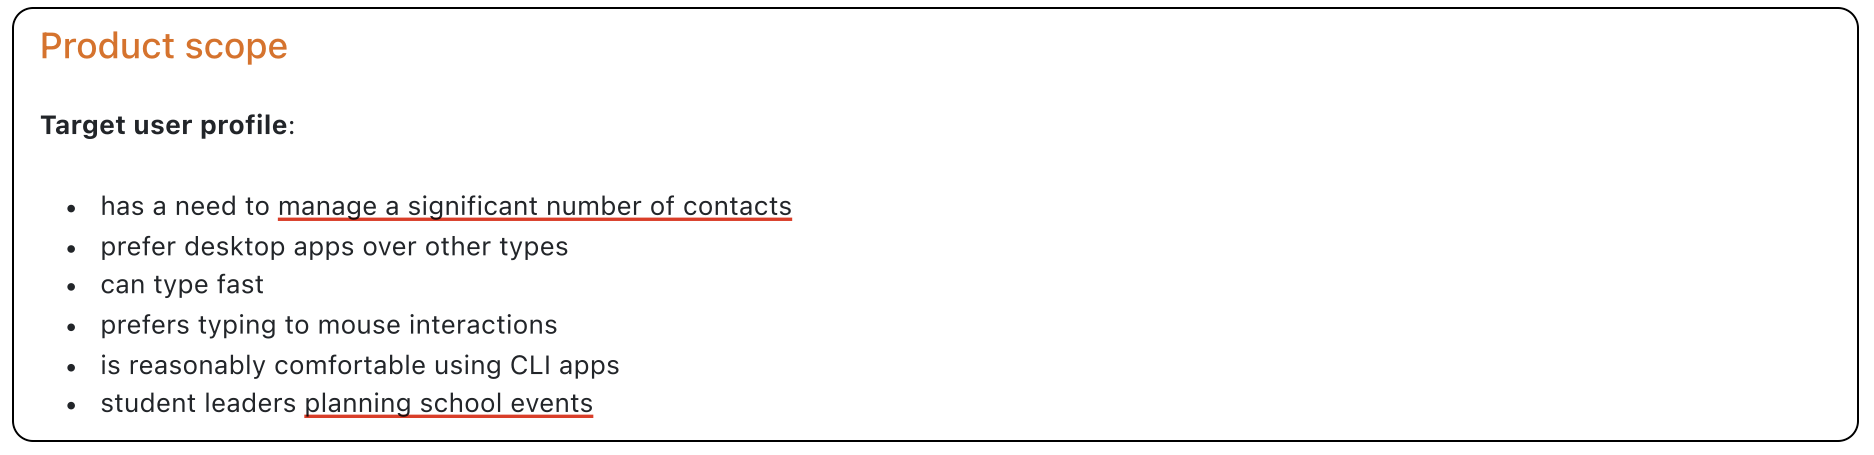 Product scope
Target user profile:
• has a need to manage a significant number of contacts
• prefer desktop apps over other types
• can type fast
• prefers typing to mouse interactions
• is reasonably comfortable using CLI apps
• student leaders planning school events